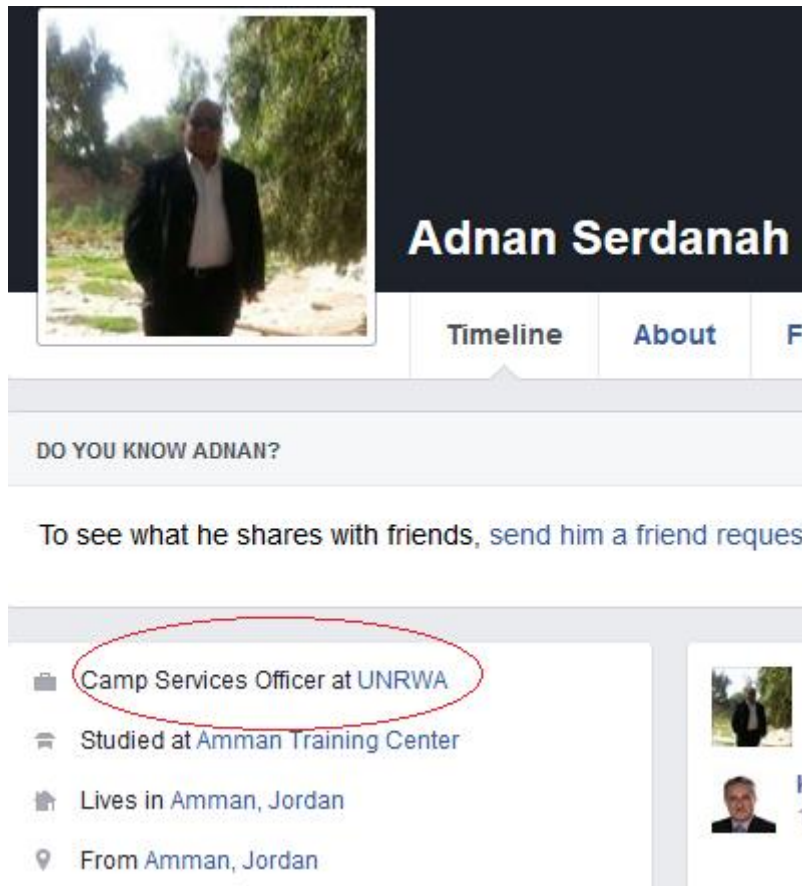 Adnan Serdanah
Timeline About F
DO YOU KNOW ADNAN?
To see what he shares with friends, send him a friend reques
Camp Services Officer at UNRWA
Studied at Amman Training Center
Lives in Amman, Jordan
From Amman, Jordan